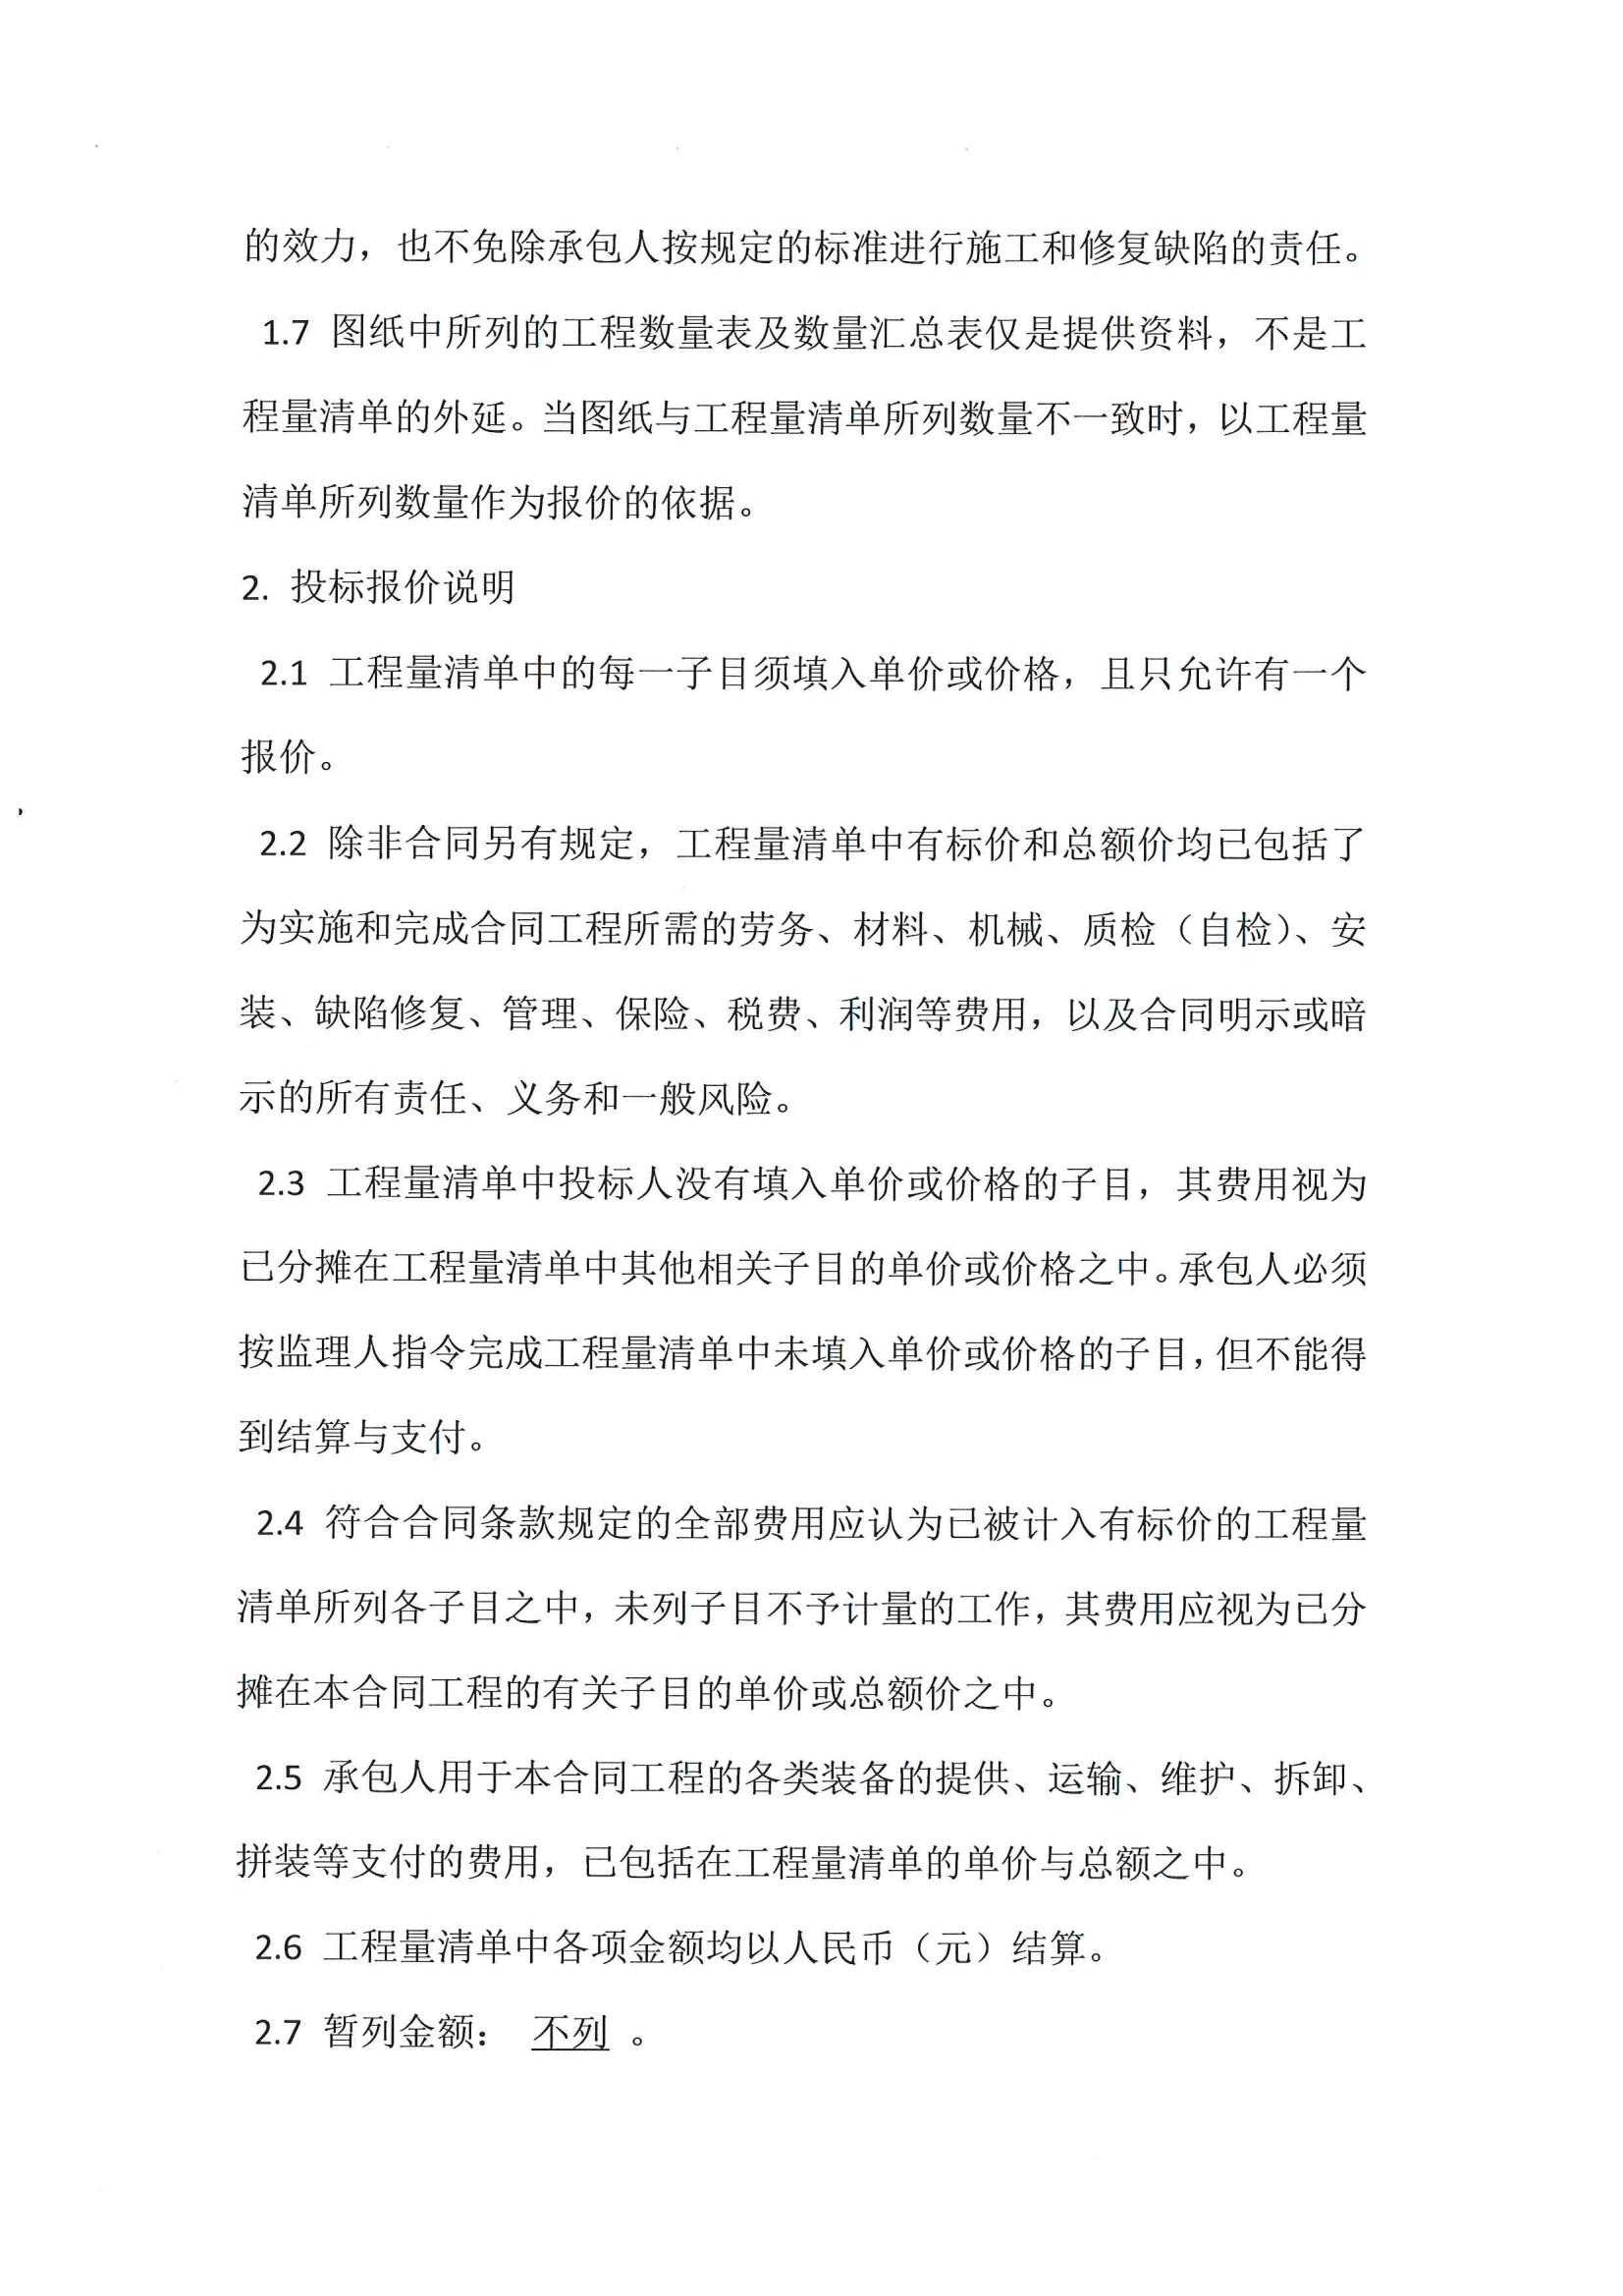 的效力，也不免除承包人按规定的标准进行施工和修复缺陷的责任。
1.7 图纸中所列的工程数量表及数量汇总表仅是提供资料，不是工
程量清单的外延。当图纸与工程量清单所列数量不一致时，以工程量
清单所列数量作为报价的依据。
2. 投标报价说明
2.1 工程量清单中的每一子目须填入单价或价格，且只允许有一个
报价。
2.2 除非合同另有规定，工程量清单中有标价和总额价均已包括了
为实施和完成合同工程所需的劳务、材料、机械、质检（自检）、安
装、缺陷修复、管理、保险、税费、利润等费用，以及合同明示或暗
示的所有责任、义务和一般风险。
2.3 工程量清单中投标人没有填入单价或价格的子目，其费用视为
已分摊在工程量清单中其他相关子目的单价或价格之中。承包人必须
按监理人指令完成工程量清单中未填入单价或价格的子目，但不能得
到结算与支付。
2.4 符合合同条款规定的全部费用应认为已被计入有标价的工程量
清单所列各子目之中，未列子目不予计量的工作，其费用应视为已分
摊在本合同工程的有关子目的单价或总额价之中。
2.5 承包人用于本合同工程的各类装备的提供、运输、维护、拆卸、
拼装等支付的费用，已包括在工程量清单的单价与总额之中。
2.6 工程量清单中各项金额均以人民币（元）结算。
2.7 暂列金额： 不列 。